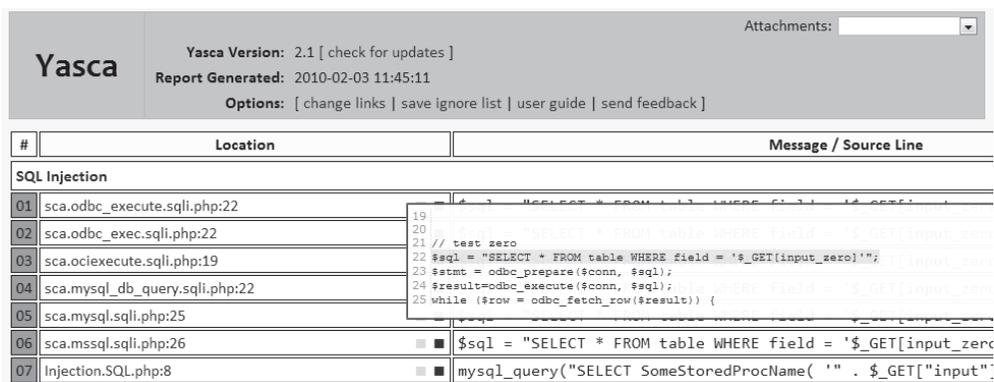 Attachments:
Yasca
Yasca Version: 2.1 [ check for updates ]
Report Generated: 2010-02-03 11:45:11
Options: [ change links | save ignore list | user guide | send feedback ]
# Location Message / Source Line
SQL Injection
01 sca.odbc_execute.sqli.php:22
02 sca.odbc_exec.sqli.php:22
03 sca.ociexecute.sqli.php:19
04 sca.mysql_db_query.sqli.php:22
05 sca.mysql.sqli.php:25
19
20
21 // test zero
22 $sql = "SELECT * FROM table WHERE field = '$_GET[input_zero]'";
23 $stmt = odbc_prepare($conn, $sql);
24 $result=odbc_execute($conn, $sql);
25 while ($row = odbc_fetch_row($result)) {
06 sca.mssql.sqli.php:26 $sql = "SELECT * FROM table WHERE field = '$_GET[input_zero
07 Injection.SQL.php:8 mysql_query("SELECT SomeStoredProcName( '" . $_GET["input"]